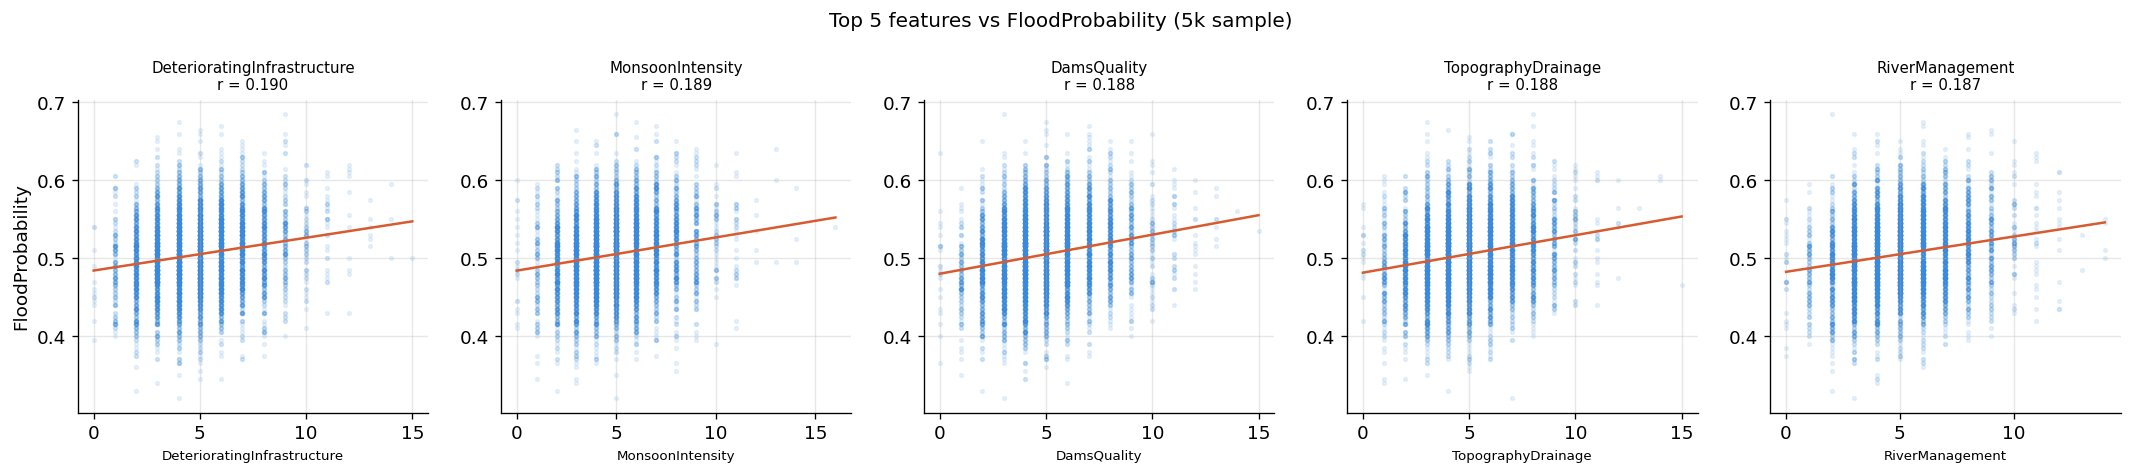 Top 5 features vs FloodProbability (5k sample)
DeterioratingInfrastructure
r = 0.190
FloodProbability
0.7
0.6
0.5
0.4
0 5 10 15
DeterioratingInfrastructure
MonsoonIntensity
r = 0.189
0.7
0.6
0.5
0.4
0 5 10 15
MonsoonIntensity
DamsQuality
r = 0.188
0.7
0.6
0.5
0.4
0 5 10 15
DamsQuality
TopographyDrainage
r = 0.188
0.7
0.6
0.5
0.4
0 5 10 15
TopographyDrainage
RiverManagement
r = 0.187
0.7
0.6
0.5
0.4
0 5 10
RiverManagement